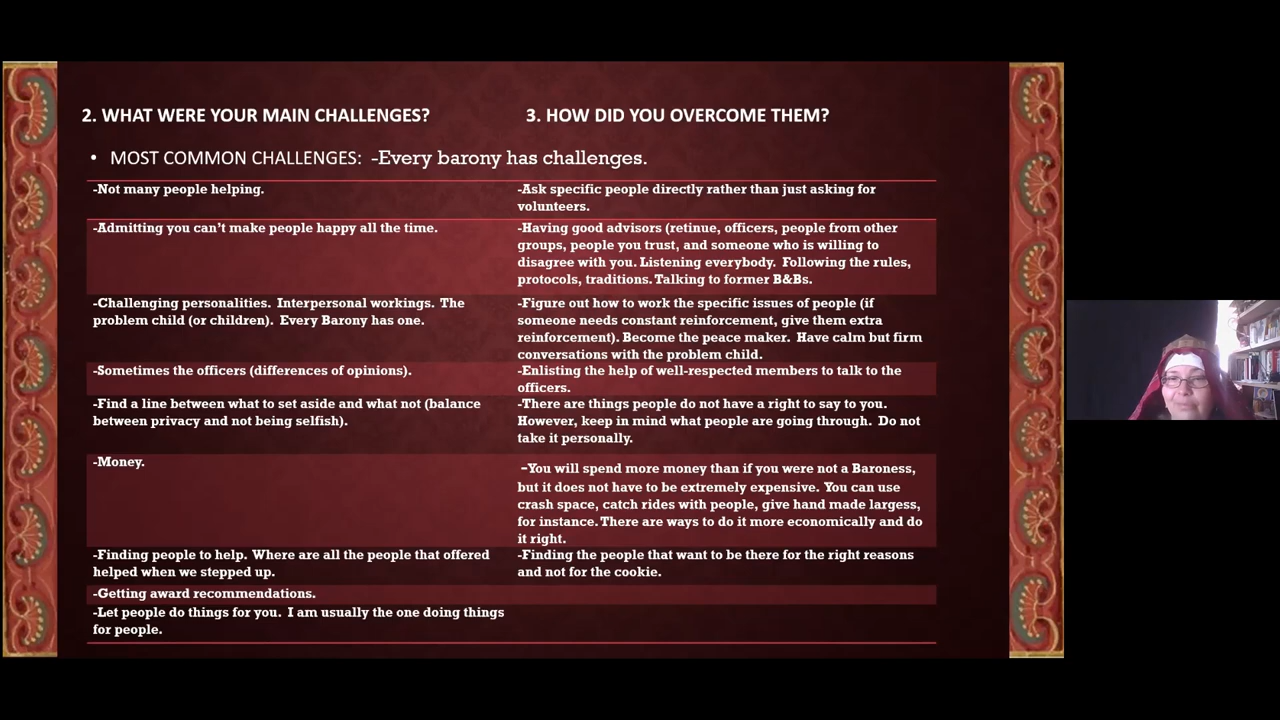 2. WHAT WERE YOUR MAIN CHALLENGES?
3. HOW DID YOU OVERCOME THEM?
• MOST COMMON CHALLENGES: -Every barony has challenges.
-Not many people helping.
-Ask specific people directly rather than just asking for
volunteers.
-Admitting you can't make people happy all the time.
-Having good advisors (retinue, officers, people from other
groups, people you trust, and someone who is willing to
disagree with you. Listening everybody. Following the rules,
protocols, traditions. Talking to former B&Bs.
-Challenging personalities. Interpersonal workings. The
problem child (or children). Every Barony has one.
-Figure out how to work the specific issues of people (if
someone needs constant reinforcement, give them extra
reinforcement). Become the peace maker. Have calm but firm
conversations with the problem child.
-Sometimes the officers (differences of opinions).
-Enlisting the help of well-respected members to talk to the
officers.
-Find a line between what to set aside and what not (balance
between privacy and not being selfish).
-There are things people do not have a right to say to you.
However, keep in mind what people are going through. Do not
take it personally.
-Money.
-You will spend more money than if you were not a Baroness,
but it does not have to be extremely expensive. You can use
crash space, catch rides with people, give hand made largess,
for instance. There are ways to do it more economically and do
it right.
-Finding people to help. Where are all the people that offered
helped when we stepped up.
-Finding the people that want to be there for the right reasons
and not for the cookie.
-Getting award recommendations.
-Let people do things for you. I am usually the one doing things
for people.